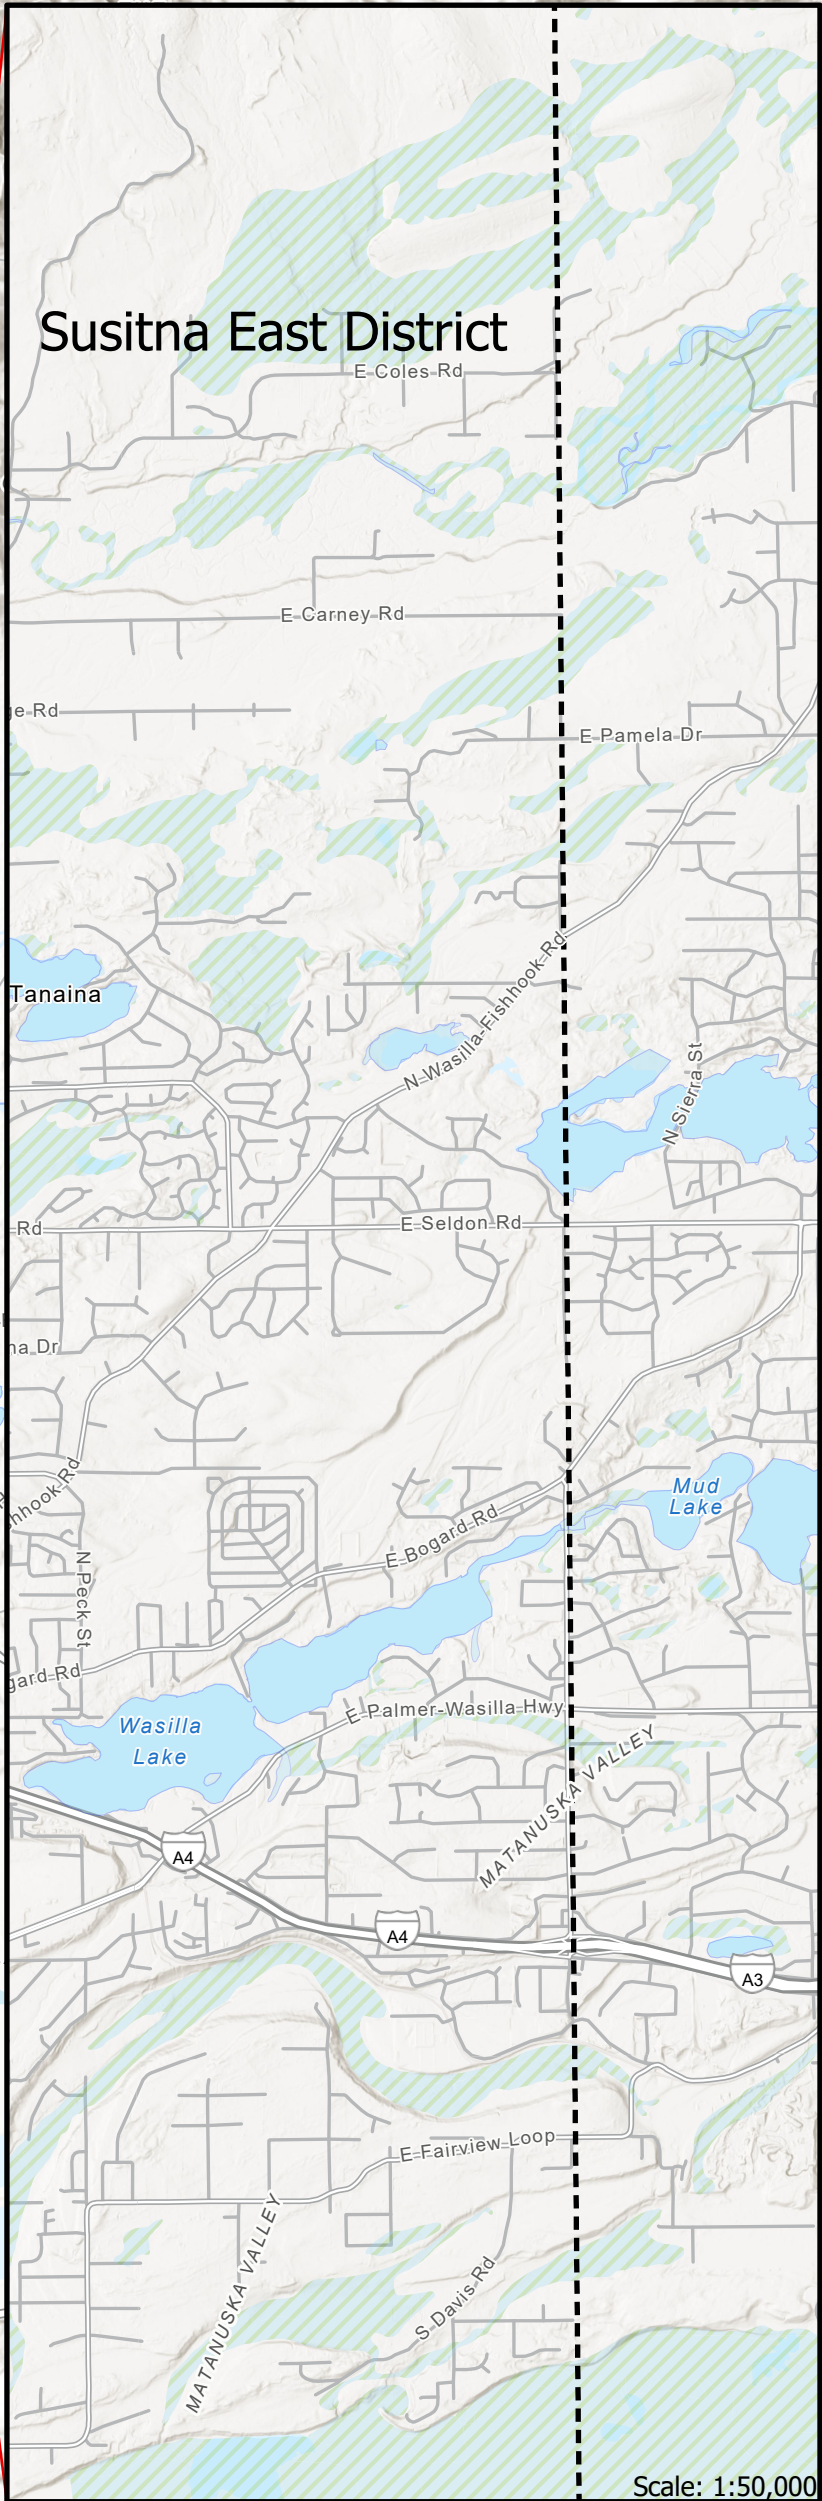 Susitna East District
E Coles Rd
E Carney Rd
ge Rd
E Pamela Dr
N Wasilla-Fishhook Rd
Tanaina
N Sierra St
Rd
E Seldon Rd
na Dr
Mud
Lake
shhook Rd
E Bogard Rd
N Peck St
gard Rd
E Palmer-Wasilla Hwy
Wasilla
Lake
MATANUSKA VALLEY
A4
A4
A3
E Fairview Loop
MATANUSKA VALLEY
S Davis Rd
Scale: 1:50,000